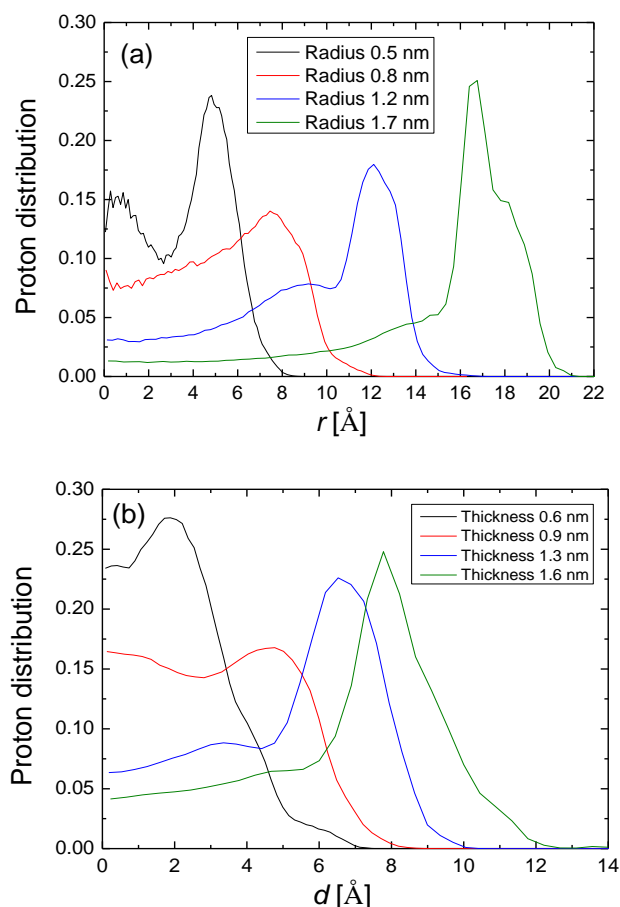 (a)
Radius 0.5 nm
Radius 0.8 nm
Radius 1.2 nm
Radius 1.7 nm
0.30
0.25
0.20
0.15
0.10
0.05
0.00
Proton distribution
0 2 4 6 8 10 12 14 16 18 20 22
r [Å]
(b)
Thickness 0.6 nm
Thickness 0.9 nm
Thickness 1.3 nm
Thickness 1.6 nm
0.30
0.25
0.20
0.15
0.10
0.05
0.00
Proton distribution
0 2 4 6 8 10 12 14
d [Å]